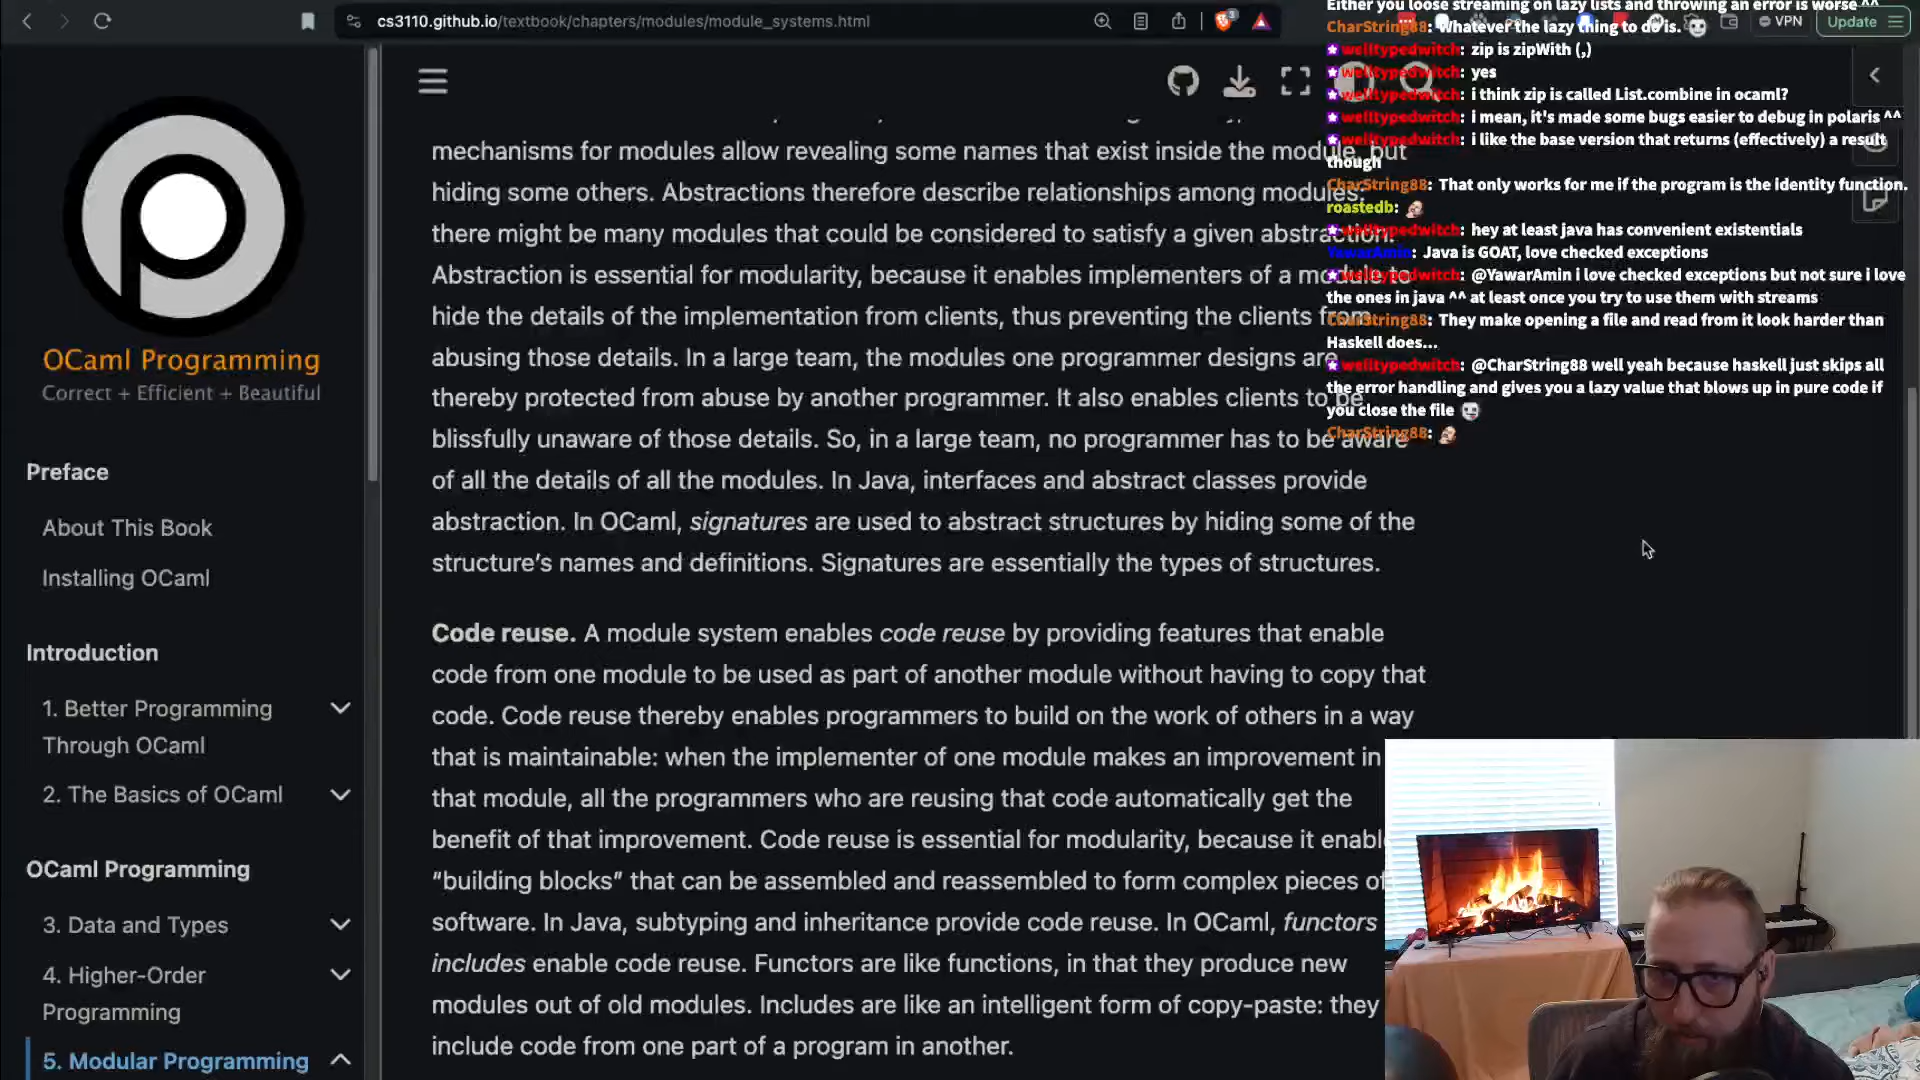 cs3110.github.io/textbook/chapters/modules/module_systems.html
VPN
Update
OCaml Programming
Correct + Efficient + Beautiful
Preface
About This Book
Installing OCaml
Introduction
1. Better Programming
Through OCaml
2. The Basics of OCaml
OCaml Programming
3. Data and Types
4. Higher-Order
Programming
5. Modular Programming
mechanisms for modules allow revealing some names that exist inside the module, but
hiding some others. Abstractions therefore describe relationships among modules:
there might be many modules that could be considered to satisfy a given abstraction.
Abstraction is essential for modularity, because it enables implementers of a module to
hide the details of the implementation from clients, thus preventing the clients from
abusing those details. In a large team, the modules one programmer designs are
thereby protected from abuse by another programmer. It also enables clients to be
blissfully unaware of those details. So, in a large team, no programmer has to be aware
of all the details of all the modules. In Java, interfaces and abstract classes provide
abstraction. In OCaml, signatures are used to abstract structures by hiding some of the
structure's names and definitions. Signatures are essentially the types of structures.
Code reuse. A module system enables code reuse by providing features that enable
code from one module to be used as part of another module without having to copy that
code. Code reuse thereby enables programmers to build on the work of others in a way
that is maintainable: when the implementer of one module makes an improvement in
that module, all the programmers who are reusing that code automatically get the
benefit of that improvement. Code reuse is essential for modularity, because it enabl
"building blocks" that can be assembled and reassembled to form complex pieces of
software. In Java, subtyping and inheritance provide code reuse. In OCaml, functors
includes enable code reuse. Functors are like functions, in that they produce new
modules out of old modules. Includes are like an intelligent form of copy-paste: they
include code from one part of a program in another.
Either you loose streaming on lazy lists and throwing an error is worse ^^
CharString88: Whatever the lazy thing to do is.
welltypedwitch: zip is zipWith (,)
welltypedwitch: yes
welltypedwitch: i think zip is called List.combine in ocaml?
welltypedwitch: i mean, it's made some bugs easier to debug in polaris ^^
welltypedwitch: i like the base version that returns (effectively) a result
though
CharString88: That only works for me if the program is the identity function.
roastedb:
welltypedwitch: hey at least java has convenient existentials
YawarAmin: Java is GOAT, love checked exceptions
welltypedwitch: @YawarAmin i love checked exceptions but not sure i love
the ones in java ^^ at least once you try to use them with streams
CharString88: They make opening a file and read from it look harder than
Haskell does...
welltypedwitch: @CharString88 well yeah because haskell just skips all
the error handling and gives you a lazy value that blows up in pure code if
you close the file
CharString88: